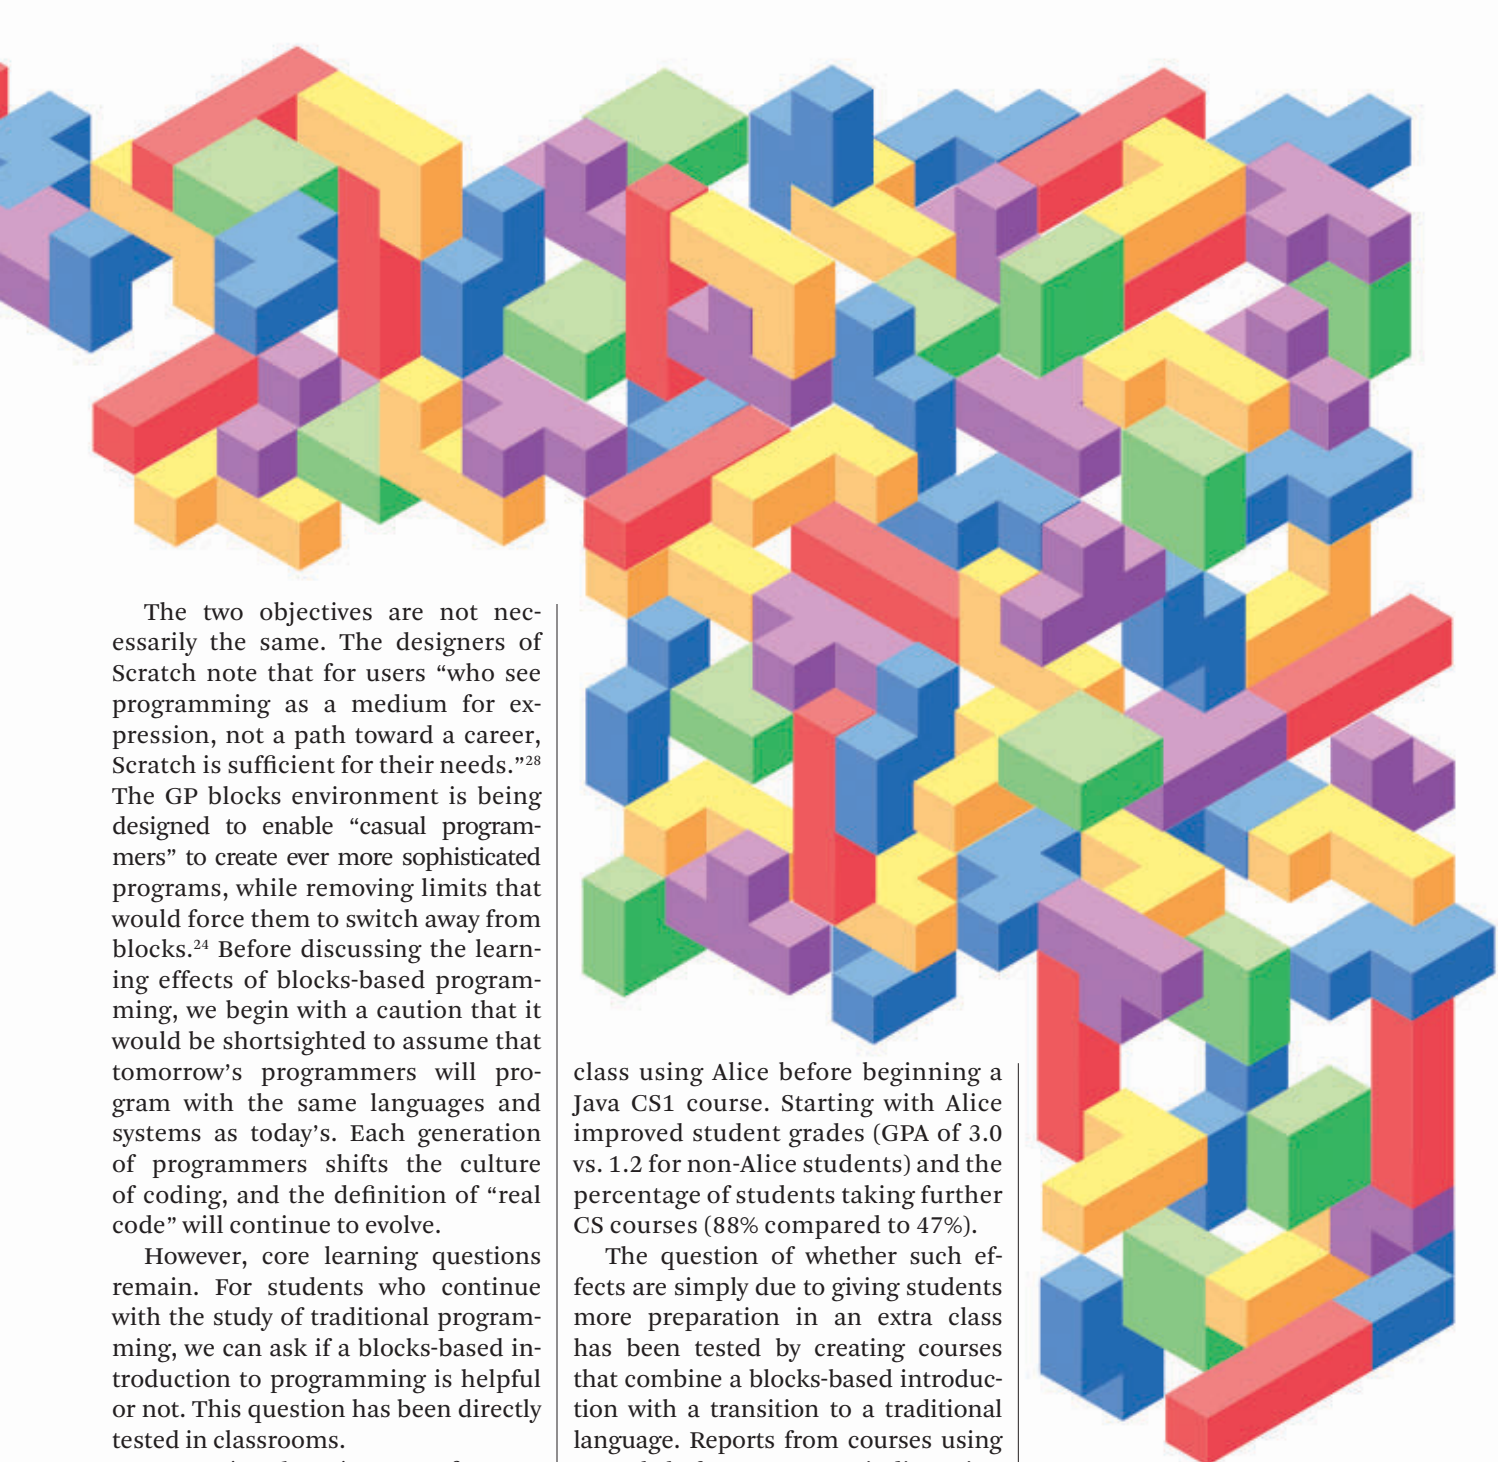 The two objectives are not nec-
essarily the same. The designers of
Scratch note that for users “who see
programming as a medium for ex-
pression, not a path toward a career,
Scratch is sufficient for their needs.”28
The GP blocks environment is being
designed to enable “casual program-
mers” to create ever more sophisticated
programs, while removing limits that
would force them to switch away from
blocks.24 Before discussing the learn-
ing effects of blocks-based program-
ming, we begin with a caution that it
would be shortsighted to assume that
tomorrow’s programmers will pro-
gram with the same languages and
systems as today’s. Each generation
of programmers shifts the culture
of coding, and the definition of “real
code” will continue to evolve.
However, core learning questions
remain. For students who continue
with the study of traditional program-
ming, we can ask if a blocks-based in-
troduction to programming is helpful
or not. This question has been directly
tested in classrooms.
class using Alice before beginning a
Java CS1 course. Starting with Alice
improved student grades (GPA of 3.0
vs. 1.2 for non-Alice students) and the
percentage of students taking further
CS courses (88% compared to 47%).
The question of whether such ef-
fects are simply due to giving students
more preparation in an extra class
has been tested by creating courses
that combine a blocks-based introduc-
tion with a transition to a traditional
language. Reports from courses using